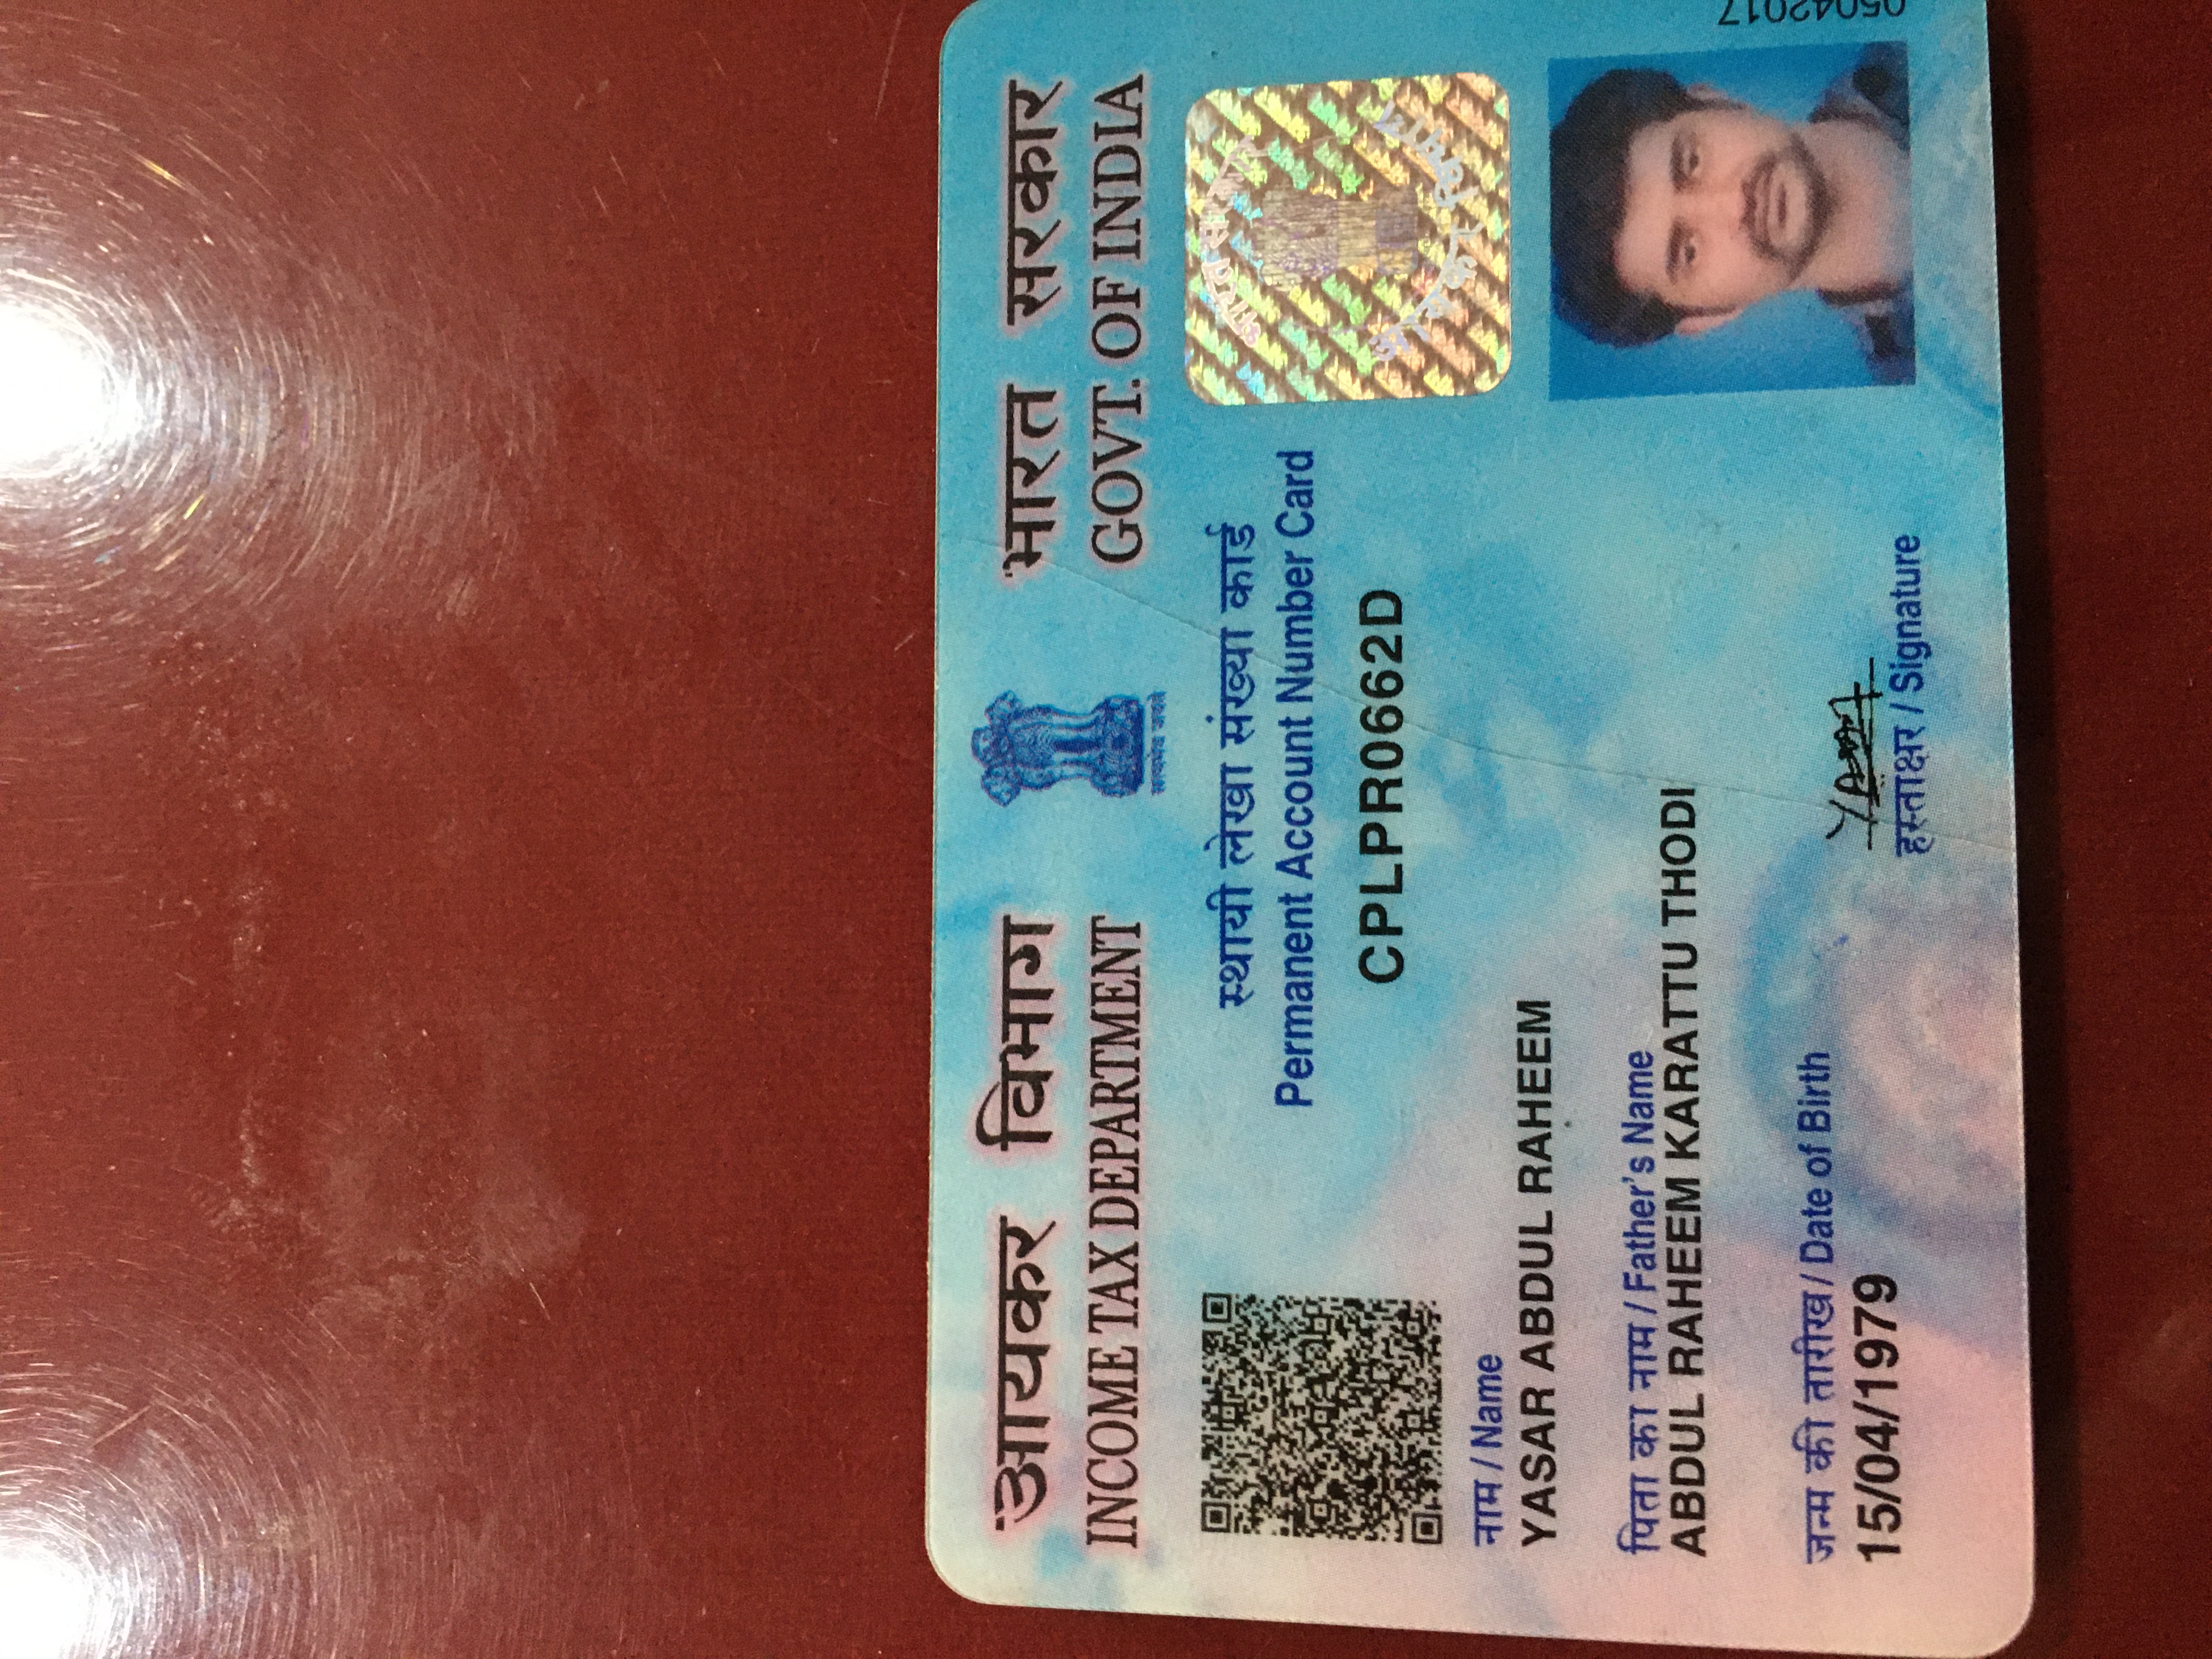 आयकर विभाग
INCOME TAX DEPARTMENT
सत्यमेव जयते
भारत सरकार
GOVT. OF INDIA
स्थायी लेखा संख्या कार्ड
Permanent Account Number Card
CPLPR0662D
भारत सरकार
आयकर विभाग
नाम / Name
YASAR ABDUL RAHEEM
पिता का नाम / Father's Name
ABDUL RAHEEM KARATTU THODI
जन्म की तारीख / Date of Birth
15/04/1979
हस्ताक्षर / Signature
05042017